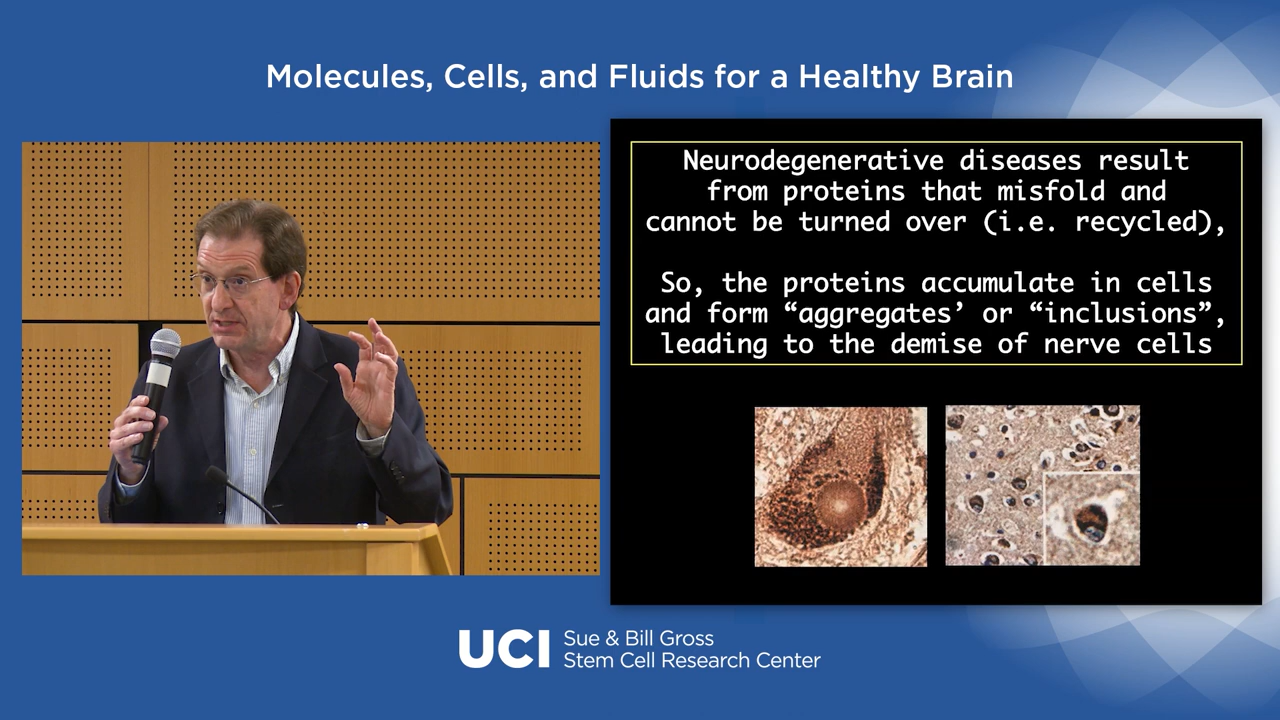 Molecules, Cells, and Fluids for a Healthy Brain
Neurodegenerative diseases result
from proteins that misfold and
cannot be turned over (i.e. recycled),
So, the proteins accumulate in cells
and form “aggregates’ or “inclusions”,
leading to the demise of nerve cells
UCI
Sue & Bill Gross
Stem Cell Research Center